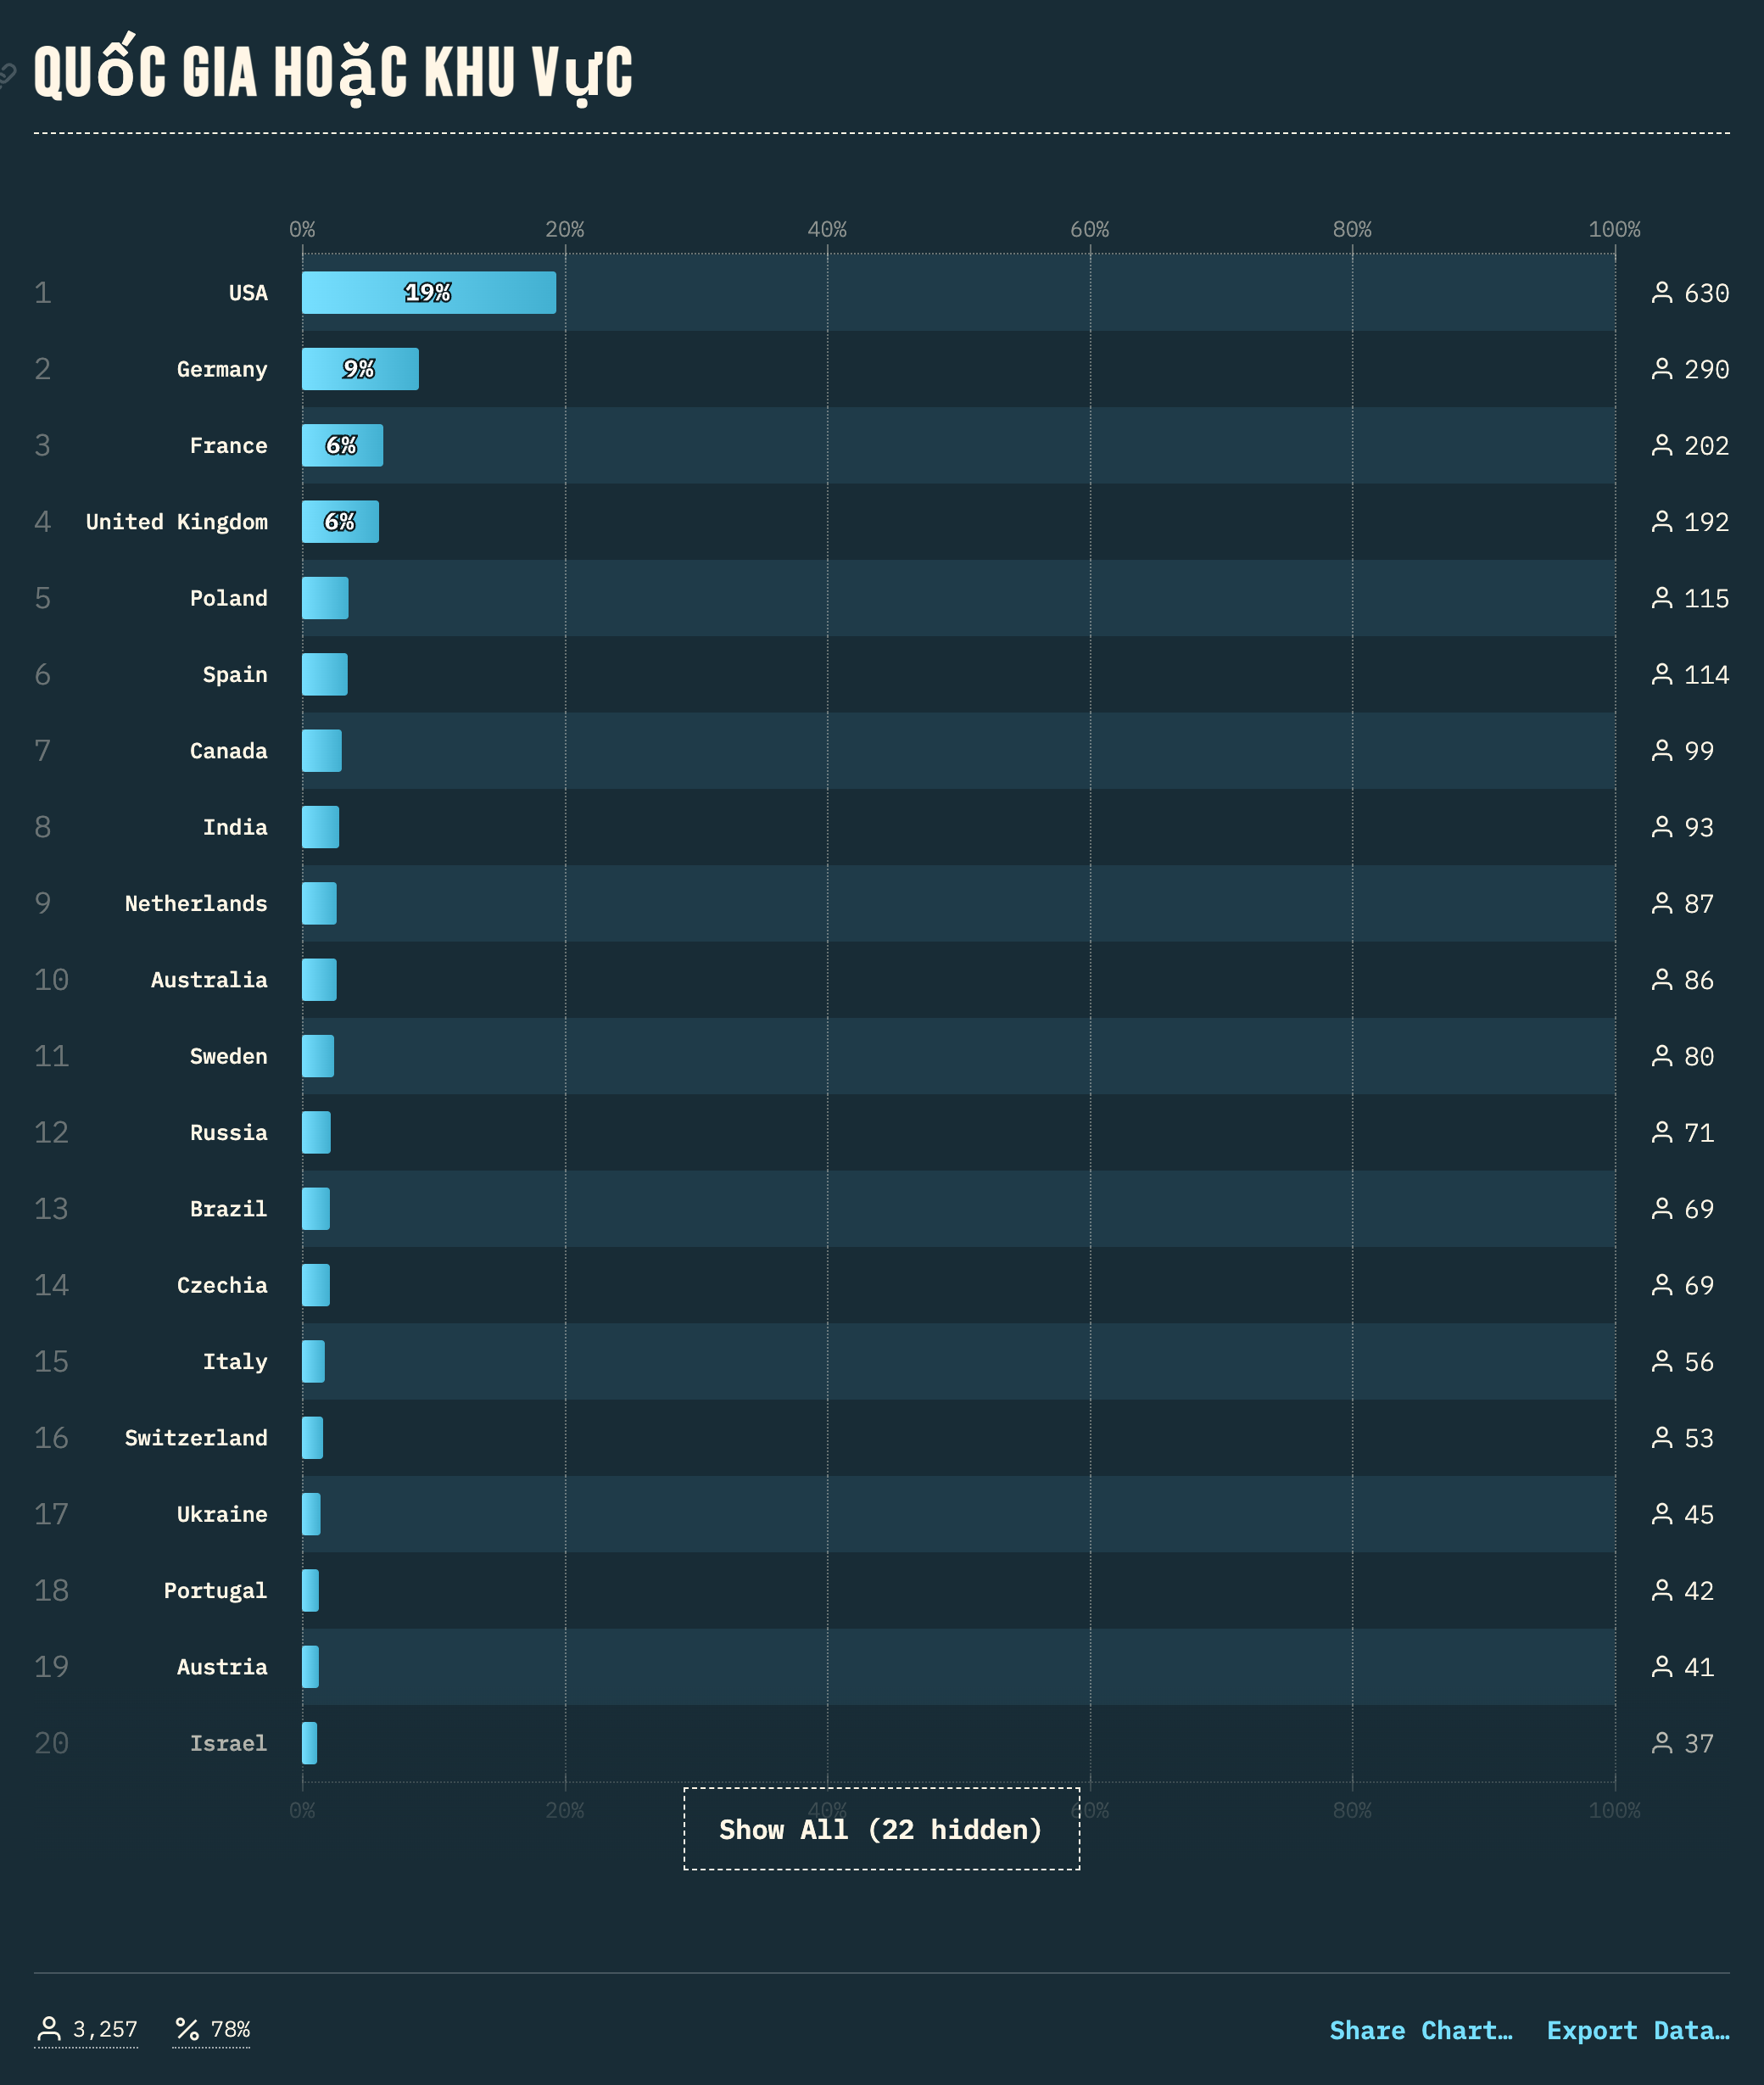 QUốC GIA HOặC KHU VựC
0% 20% 40% 60% 80% 100%
1 USA 19% 630
2 Germany 9% 290
3 France 6% 202
4 United Kingdom 6% 192
5 Poland 115
6 Spain 114
7 Canada 99
8 India 93
9 Netherlands 87
10 Australia 86
11 Sweden 80
12 Russia 71
13 Brazil 69
14 Czechia 69
15 Italy 56
16 Switzerland 53
17 Ukraine 45
18 Portugal 42
19 Austria 41
20 Israel 37
0% 20% 40% 60% 80% 100%
Show All (22 hidden)
3,257 78% Share Chart… Export Data…